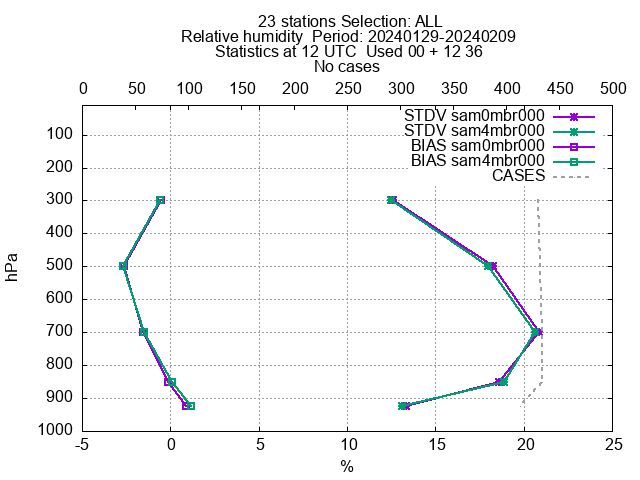 23 stations Selection: ALL
Relative humidity  Period: 20240129-20240209
Statistics at 12 UTC  Used 00 + 12 36
No cases
0 50 100 150 200 250 300 350 400 450 500
STDV sam0mbr000
STDV sam4mbr000
BIAS sam0mbr000
BIAS sam4mbr000
CASES
100
200
300
400
500
600
700
800
900
1000
hPa
-5 0 5 10 15 20 25
%